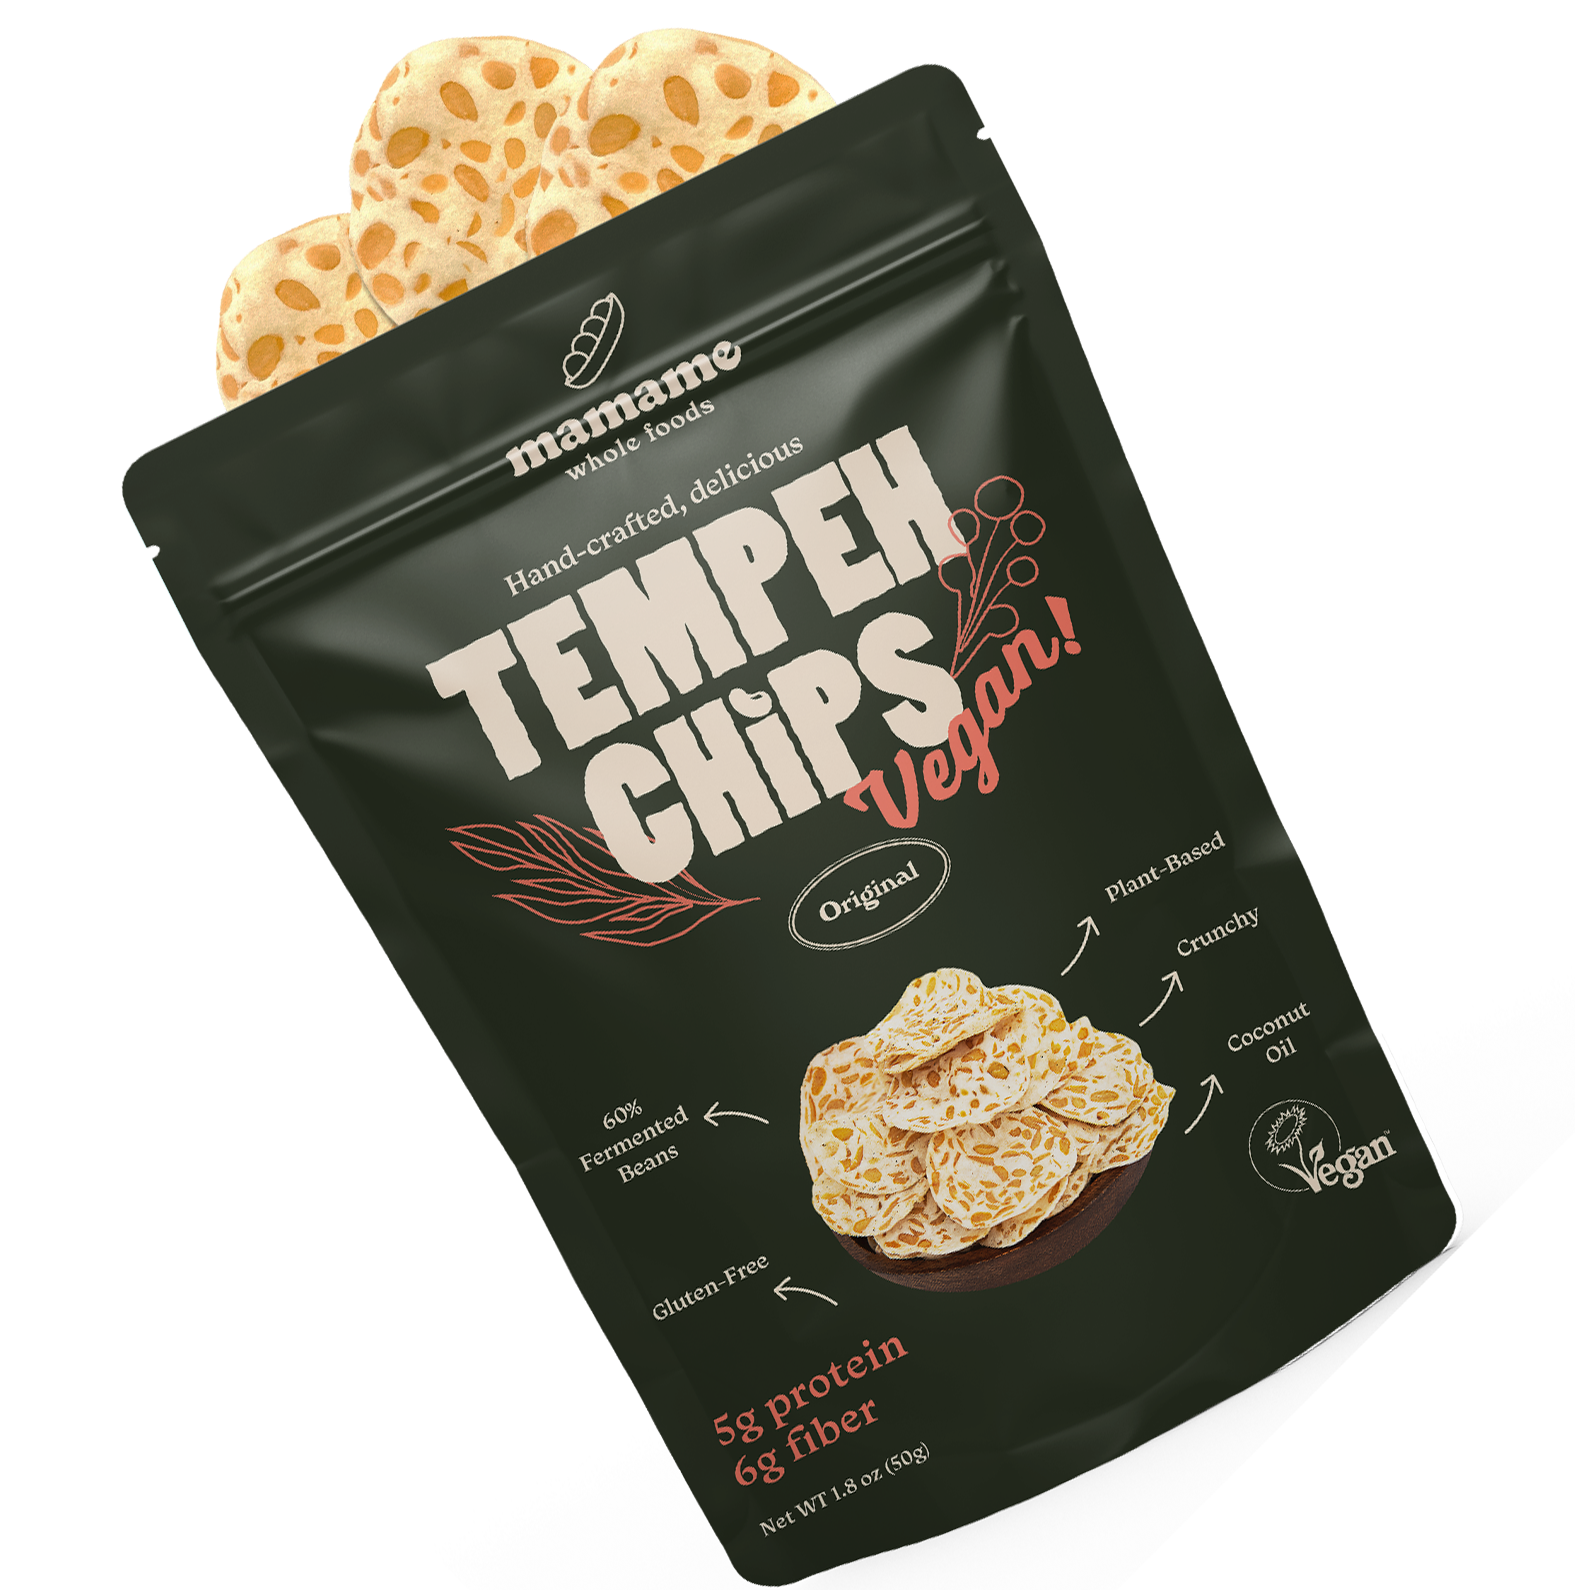 mamame
whole foods
Hand-crafted, delicious
TEMPEH
CHiPS
Vegan!
Original
Plant-Based
Crunchy
Coconut
Oil
60%
Fermented
Beans
Vegan™
Gluten-Free
5g protein
6g fiber
Net WT 1.8 oz (50g)